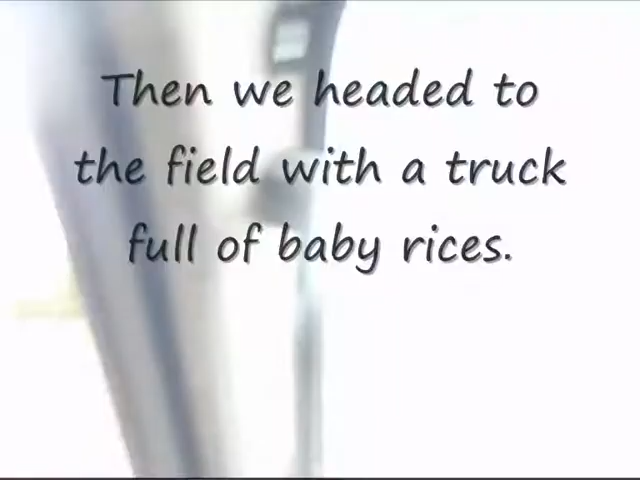 Then we headed to
the field with a truck
full of baby rices.